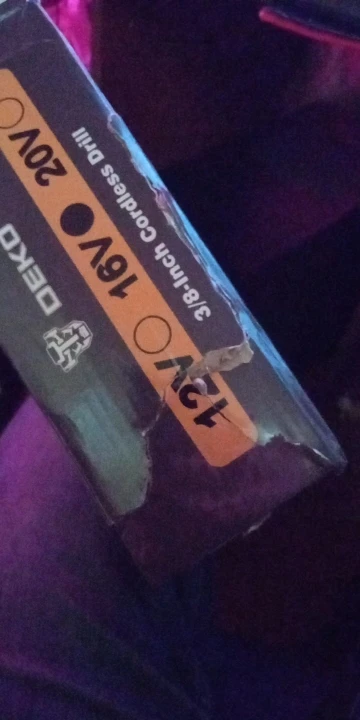 3/8-Inch Cordless Drill
12V 16V 20V
DEKO